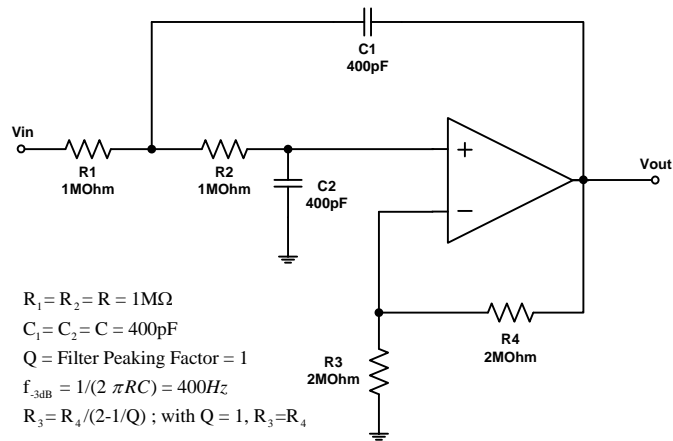 C1
400pF
Vin
R1
1MOhm
R2
1MOhm
C2
400pF
+
−
Vout
R4
2MOhm
R3
2MOhm
R₁= R₂= R = 1MΩ
C₁= C₂= C = 400pF
Q = Filter Peaking Factor = 1
f₋₃dB = 1/(2 πRC) = 400Hz
R₃= R₄/(2-1/Q) ; with Q = 1, R₃=R₄